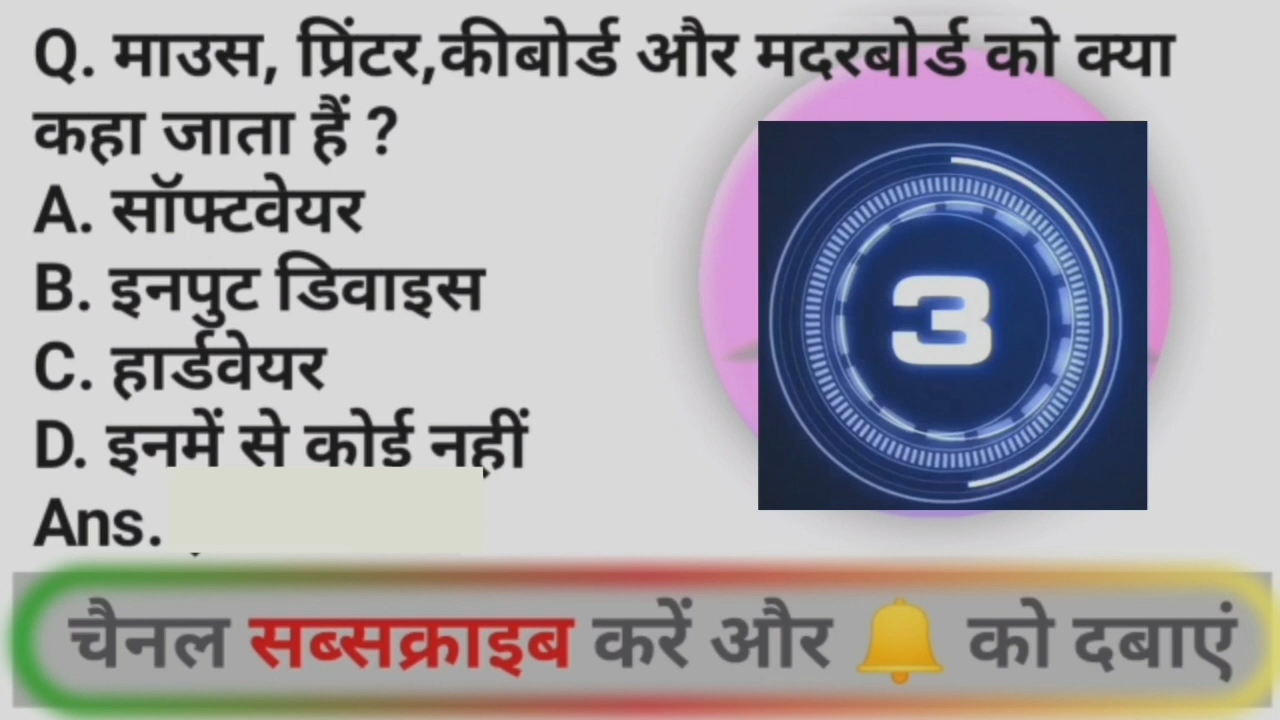 Q. माउस, प्रिंटर,कीबोर्ड और मदरबोर्ड को क्या
कहा जाता हैं ?
A. सॉफ्टवेयर
B. इनपुट डिवाइस
C. हार्डवेयर
D. इनमें से कोई नहीं
3
Ans.
चैनल सब्सक्राइब करें और 🔔 को दबाएं